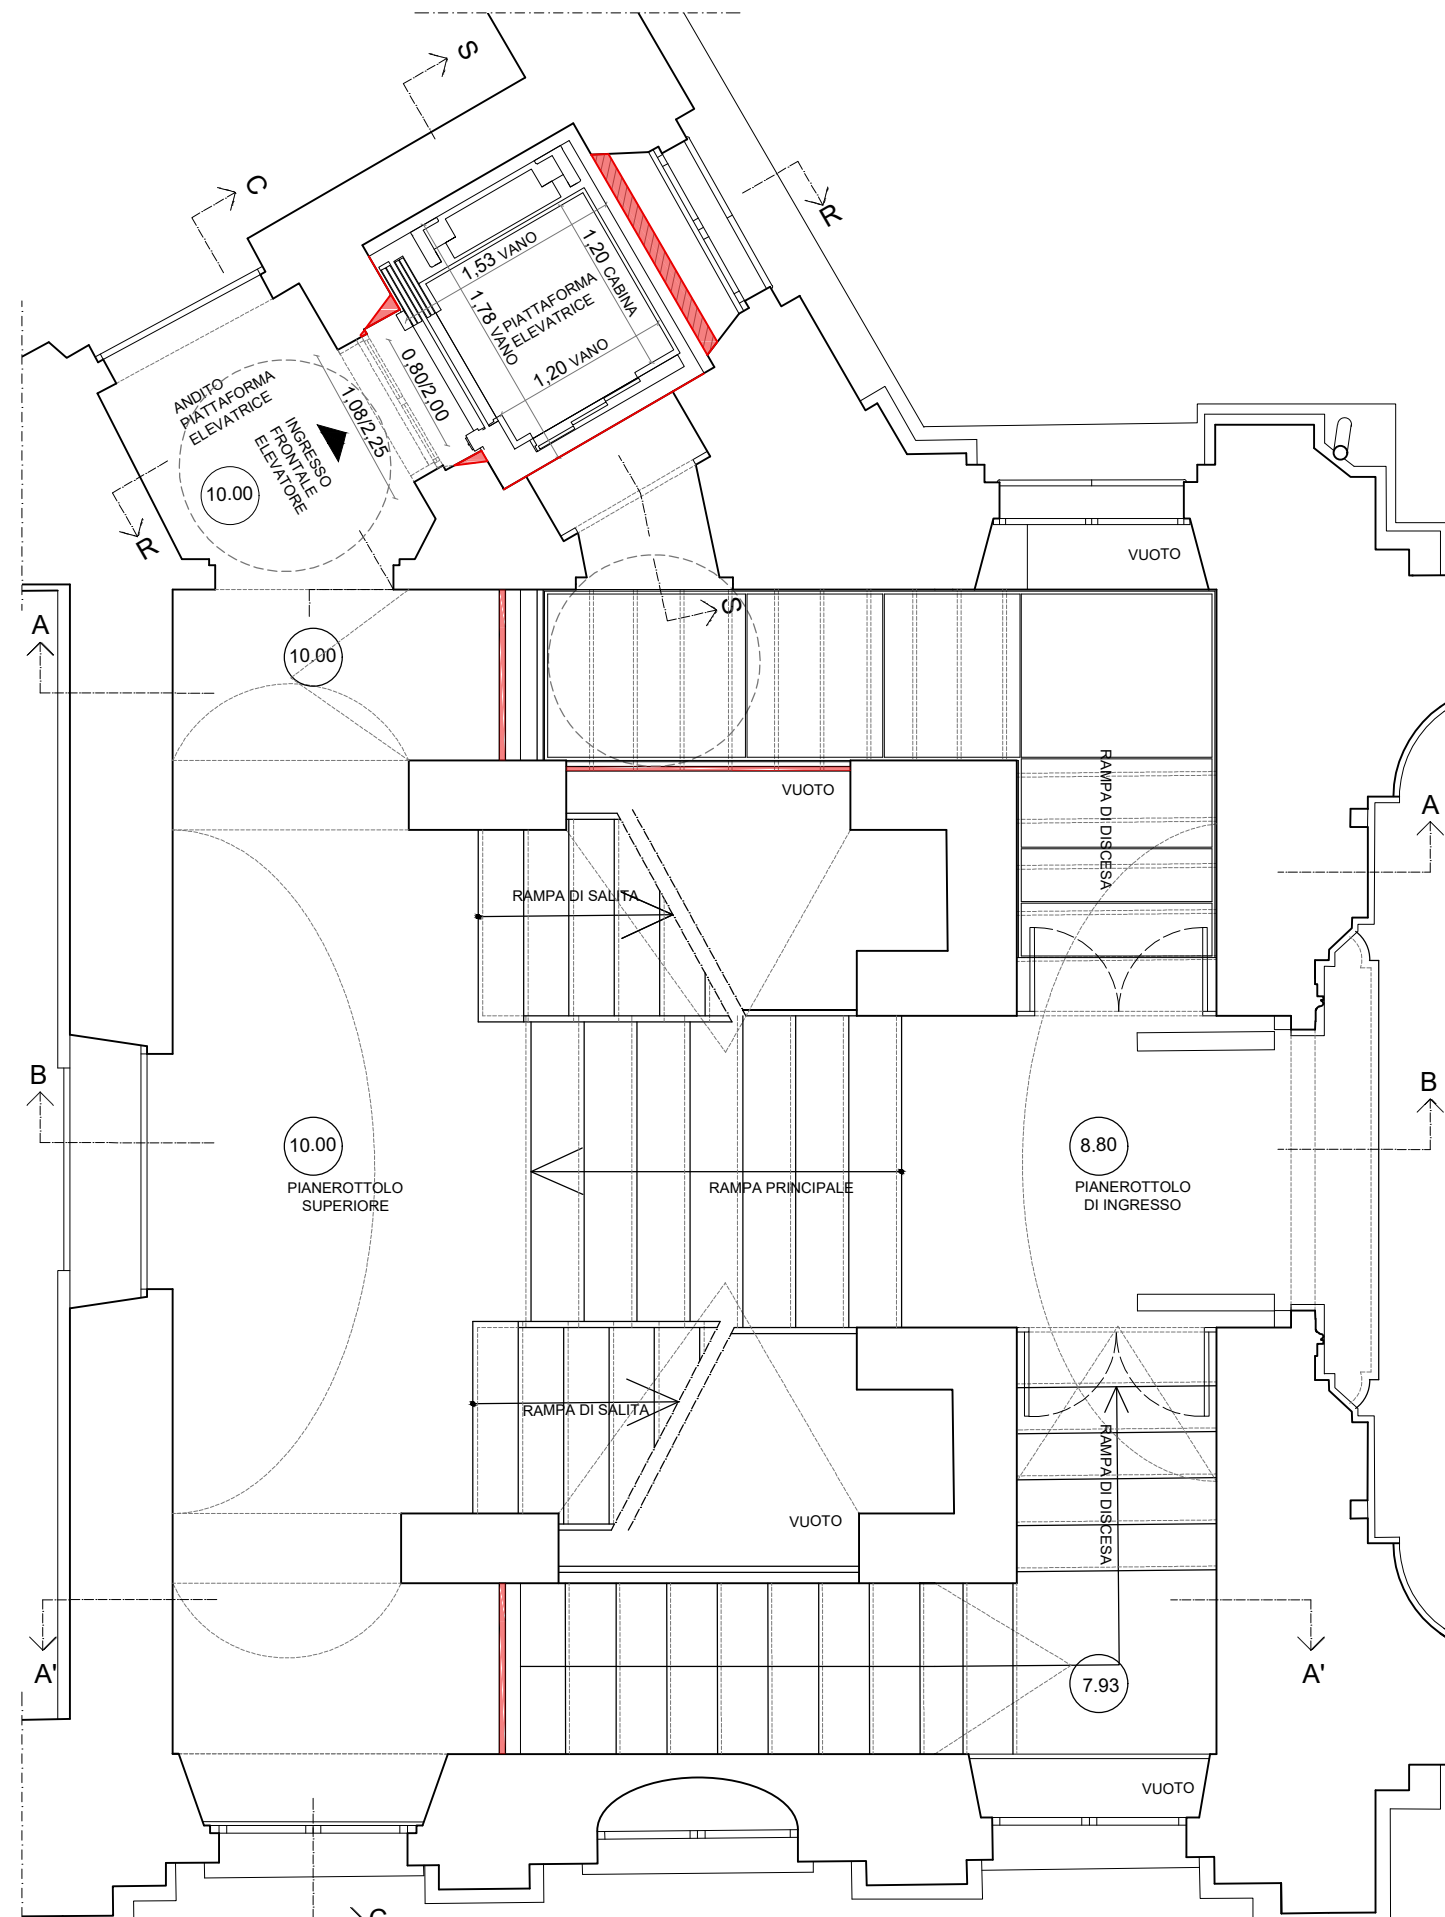 S
C
R
1,53 VANO
1,20 CABINA
PIATTAFORMA
ELEVATRICE
1,78 VANO
1,20 VANO
0,80/2,00
1,08/2,25
ANDITO
PIATTAFORMA
ELEVATRICE
INGRESSO
FRONTALE
ELEVATORE
10.00
R
VUOTO
S
A
10.00
RAMPA DI DISCESA
VUOTO
A
RAMPA DI SALITA
B
B
10.00
PIANEROTTOLO
SUPERIORE
RAMPA PRINCIPALE
8.80
PIANEROTTOLO
DI INGRESSO
RAMPA DI SALITA
RAMPA DI DISCESA
VUOTO
A'
7.93
A'
VUOTO